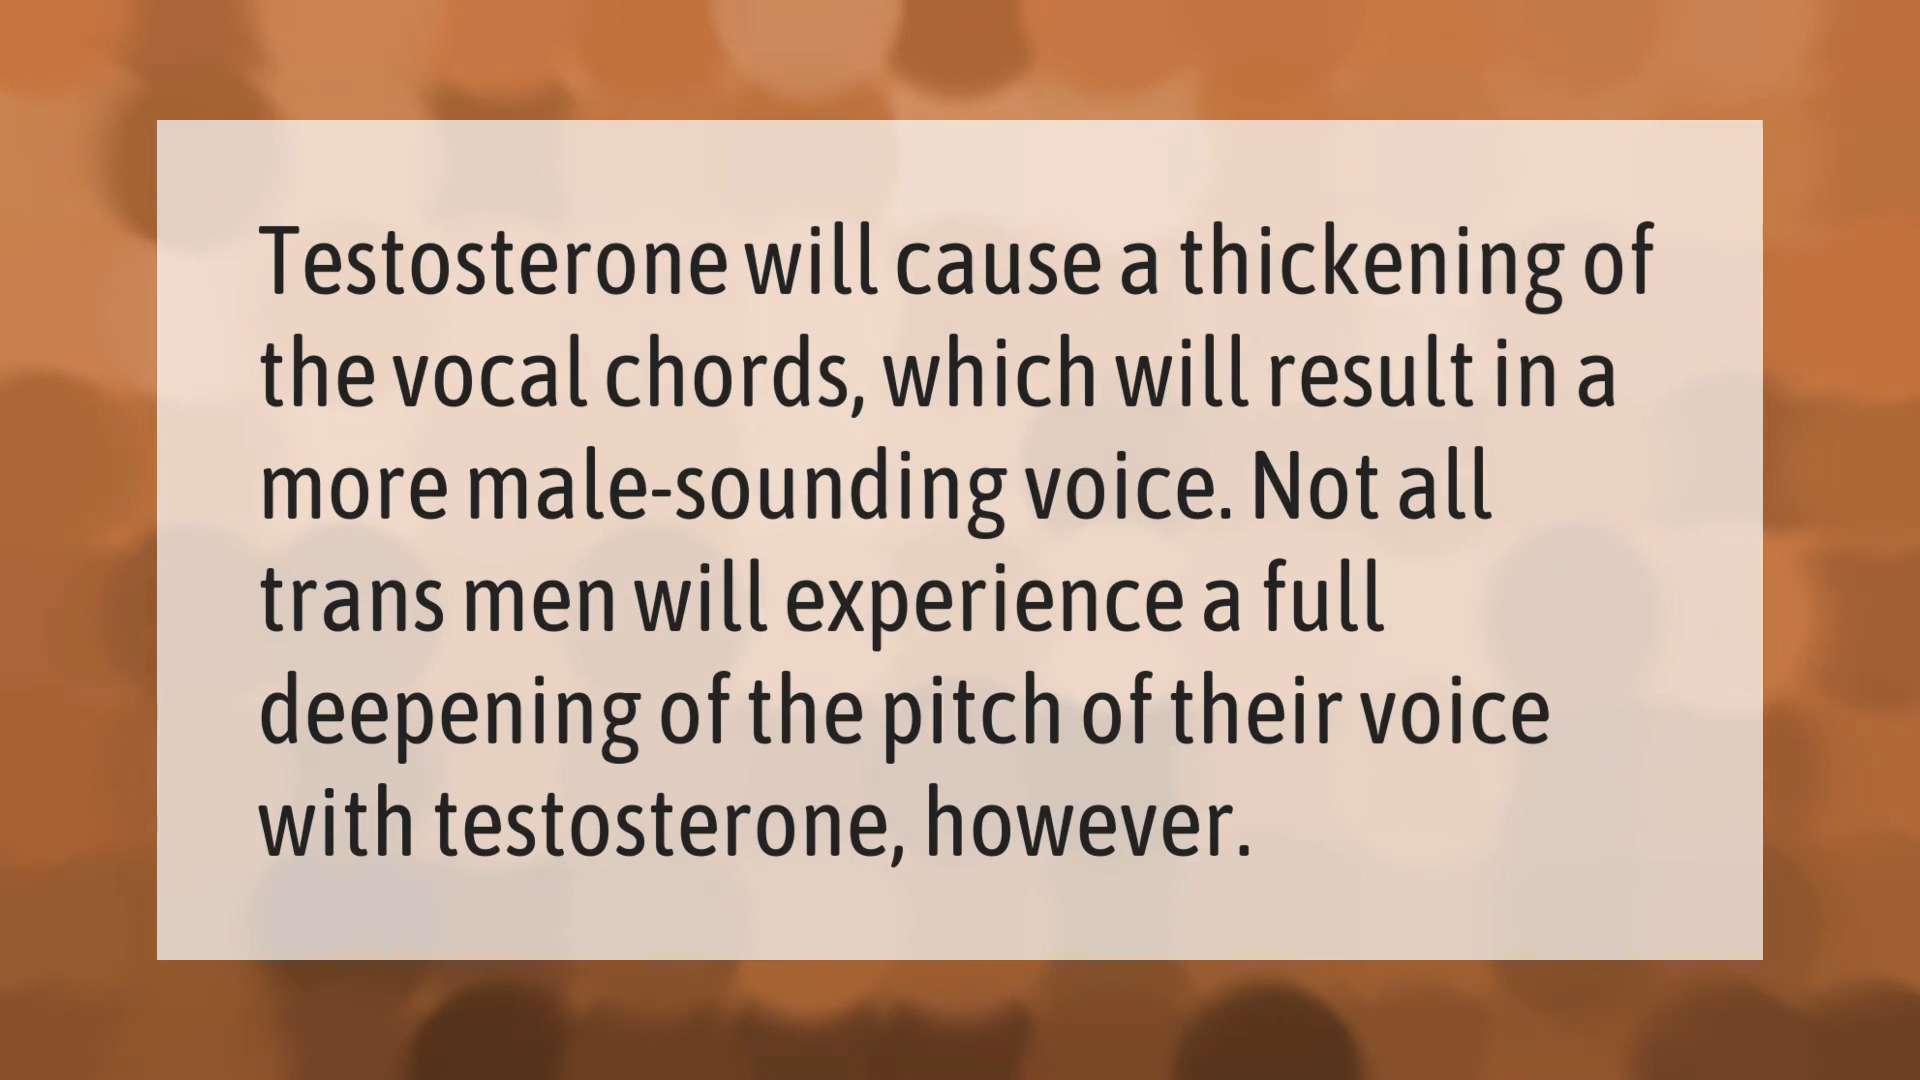 Testosterone will cause a thickening of
the vocal chords, which will result in a
more male-sounding voice. Not all
trans men will experience a full
deepening of the pitch of their voice
with testosterone, however.